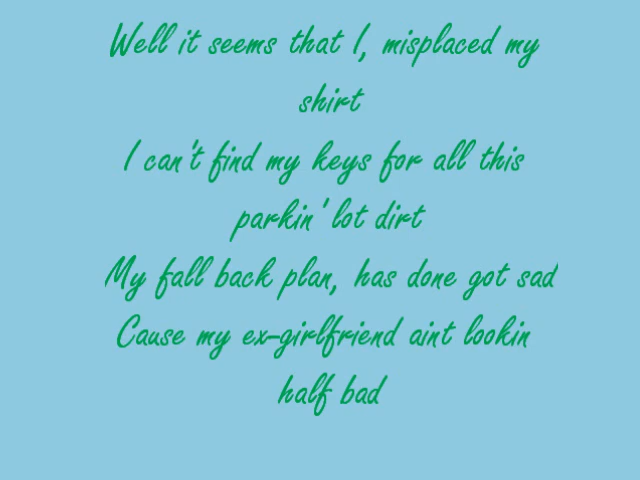 Well it seems that I, misplaced my
shirt
I can't find my keys for all this
parkin' lot dirt
My fall back plan, has done got sad
Cause my ex-girlfriend aint lookin
half bad